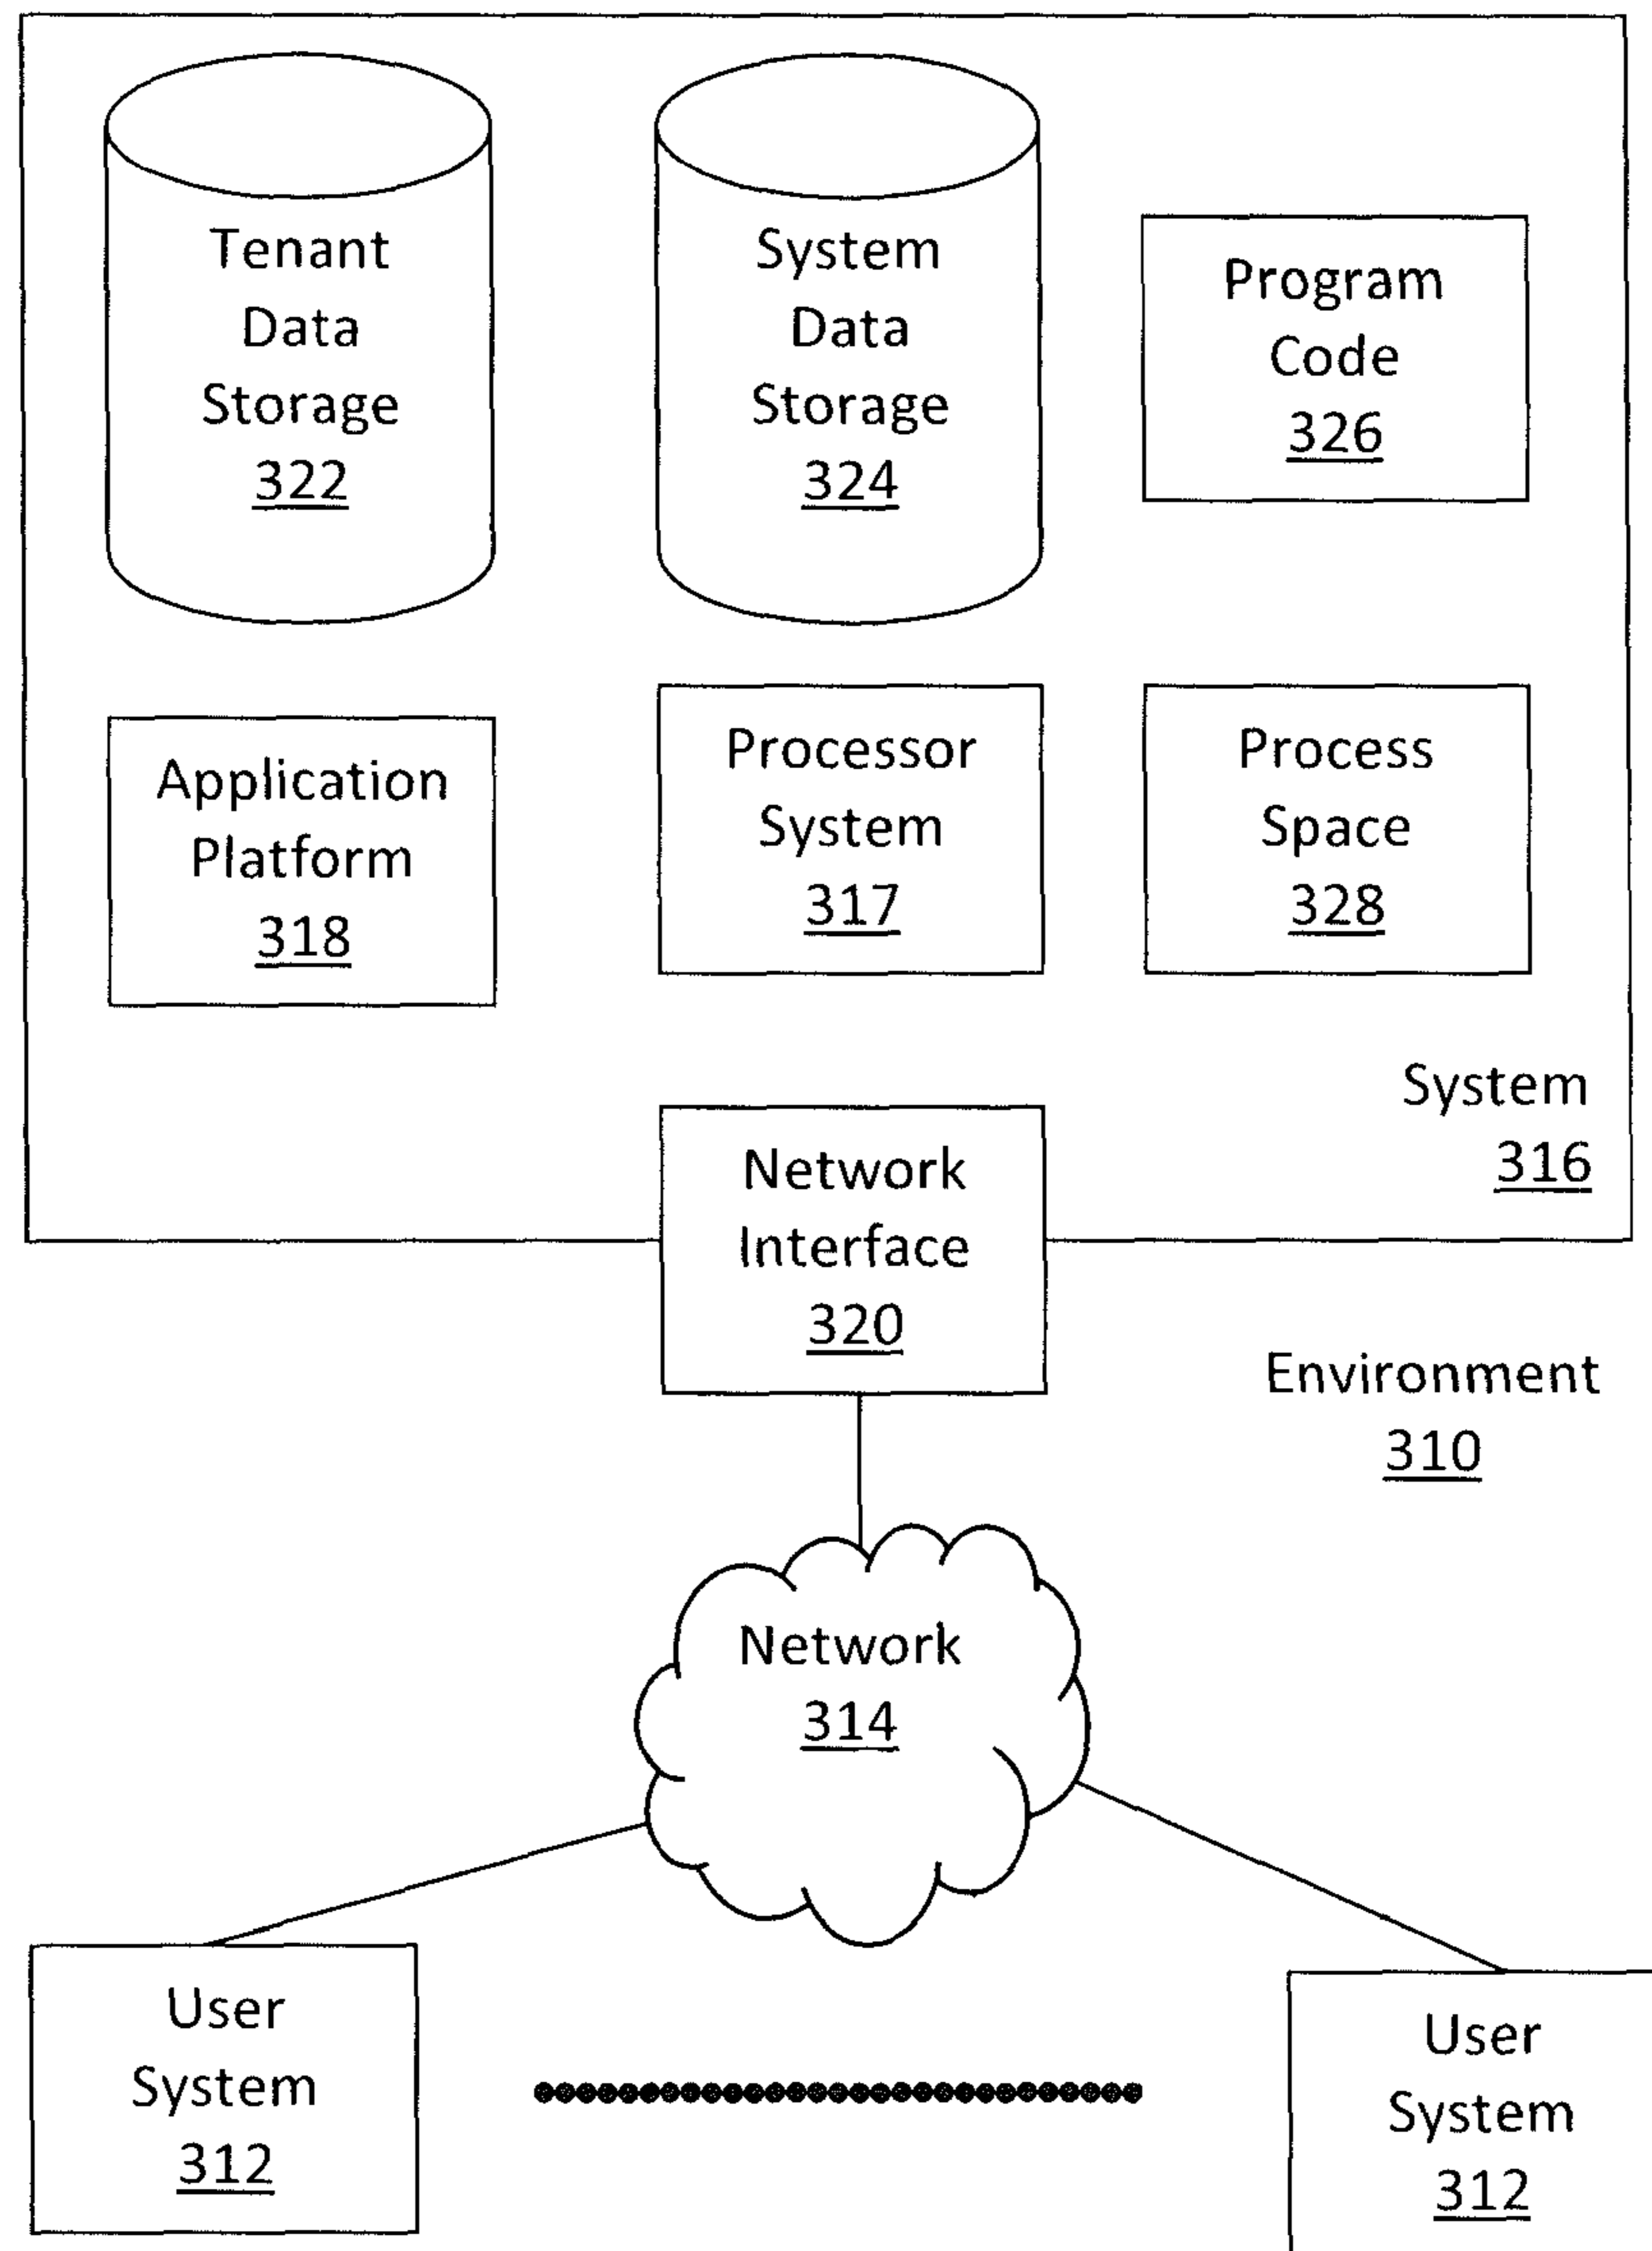 Tenant
Data
Storage
322
System
Data
Storage
324
Program
Code
326
Application
Platform
318
Processor
System
317
Process
Space
328
System
316
Network
Interface
320
Environment
310
Network
314
User
System
312
User
System
312